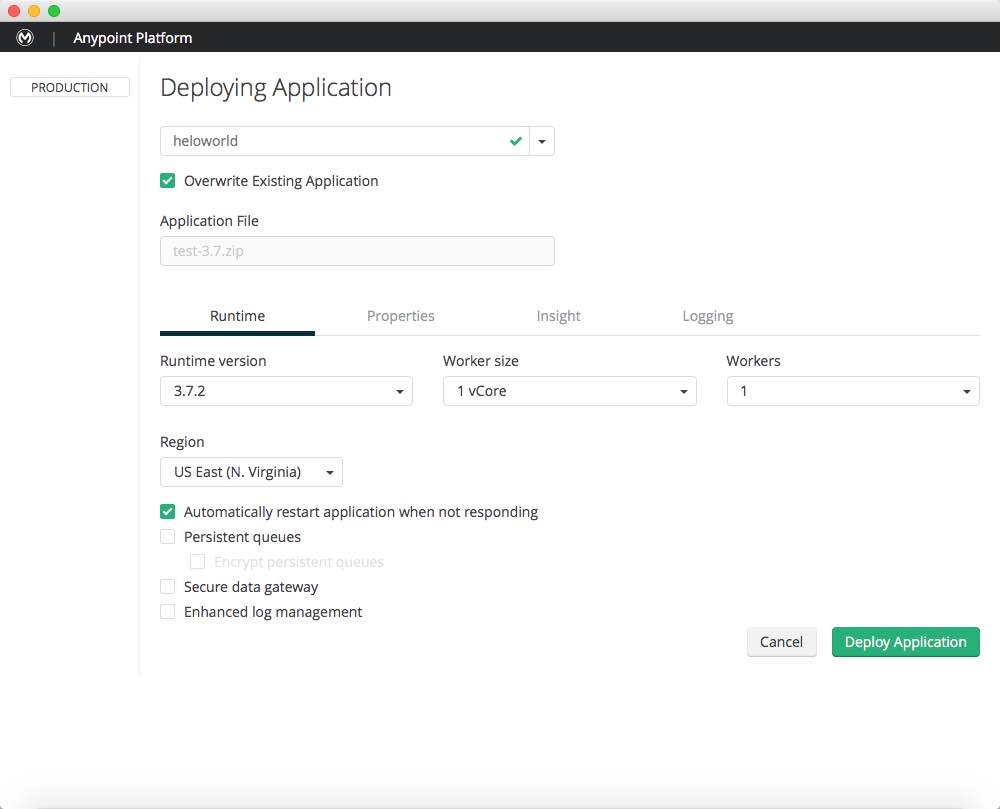 | Anypoint Platform
PRODUCTION
Deploying Application
heloworld
Overwrite Existing Application
Application File
test-3.7.zip
Runtime Properties Insight Logging
Runtime version Worker size Workers
3.7.2 1 vCore 1
Region
US East (N. Virginia)
Automatically restart application when not responding
Persistent queues
Encrypt persistent queues
Secure data gateway
Enhanced log management
Cancel Deploy Application